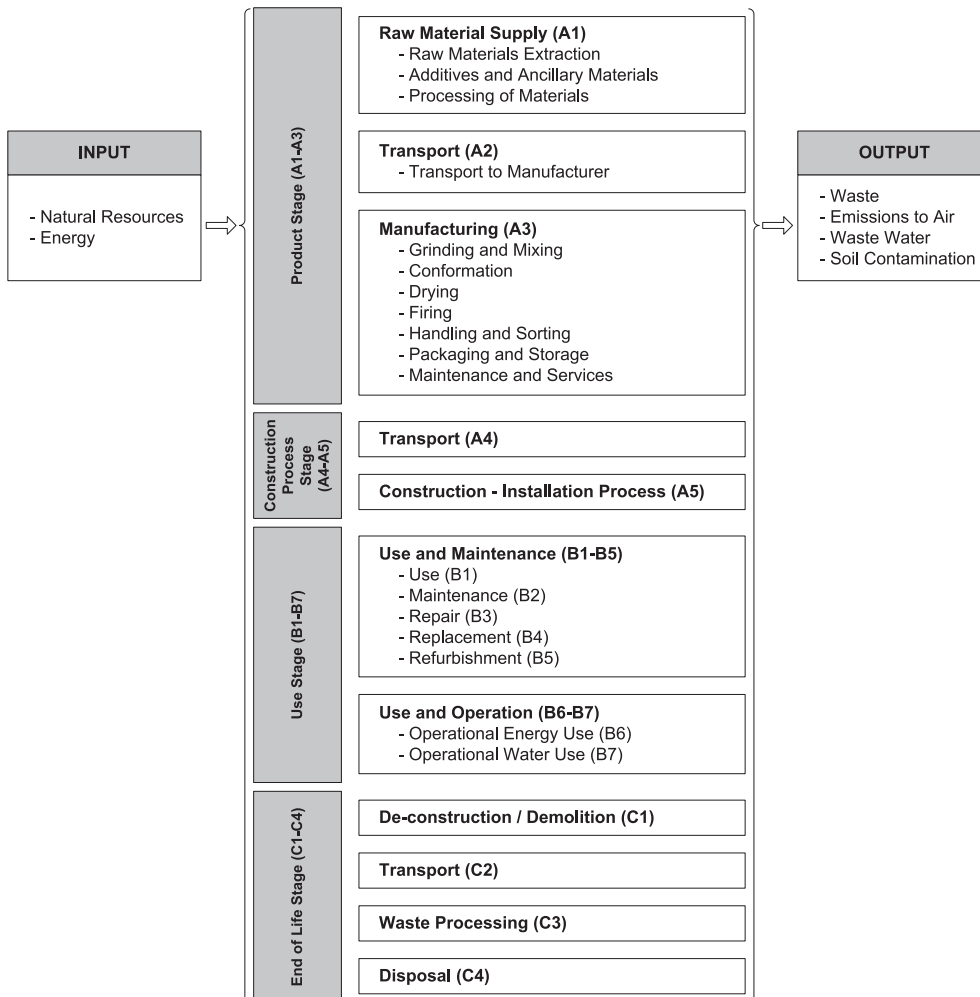 INPUT
- Natural Resources
- Energy
Product Stage (A1-A3)
Raw Material Supply (A1)
- Raw Materials Extraction
- Additives and Ancillary Materials
- Processing of Materials
Transport (A2)
- Transport to Manufacturer
Manufacturing (A3)
- Grinding and Mixing
- Conformation
- Drying
- Firing
- Handling and Sorting
- Packaging and Storage
- Maintenance and Services
Construction
Process
Stage
(A4-A5)
Transport (A4)
Construction - Installation Process (A5)
Use Stage (B1-B7)
Use and Maintenance (B1-B5)
- Use (B1)
- Maintenance (B2)
- Repair (B3)
- Replacement (B4)
- Refurbishment (B5)
Use and Operation (B6-B7)
- Operational Energy Use (B6)
- Operational Water Use (B7)
End of Life Stage (C1-C4)
De-construction / Demolition (C1)
Transport (C2)
Waste Processing (C3)
Disposal (C4)
OUTPUT
- Waste
- Emissions to Air
- Waste Water
- Soil Contamination